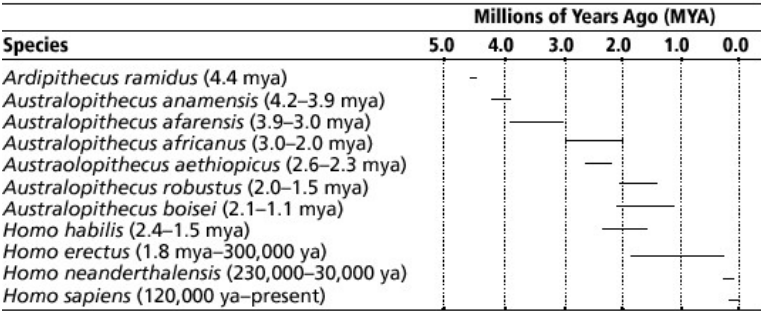 Millions of Years Ago (MYA)
Species 5.0 4.0 3.0 2.0 1.0 0.0
Ardipithecus ramidus (4.4 mya)
Australopithecus anamensis (4.2–3.9 mya)
Australopithecus afarensis (3.9–3.0 mya)
Australopithecus africanus (3.0–2.0 mya)
Austraolopithecus aethiopicus (2.6–2.3 mya)
Australopithecus robustus (2.0–1.5 mya)
Australopithecus boisei (2.1–1.1 mya)
Homo habilis (2.4–1.5 mya)
Homo erectus (1.8 mya–300,000 ya)
Homo neanderthalensis (230,000–30,000 ya)
Homo sapiens (120,000 ya–present)